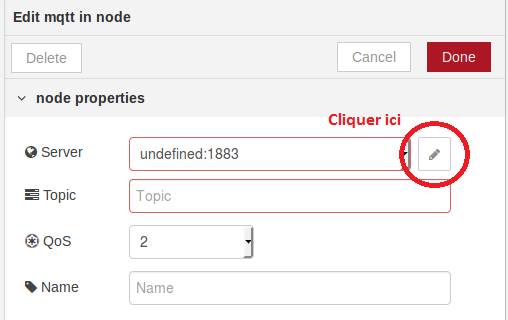 Edit mqtt in node
Delete
Cancel
Done
node properties
Cliquer ici
Server
undefined:1883
Topic
Topic
QoS
2
Name
Name